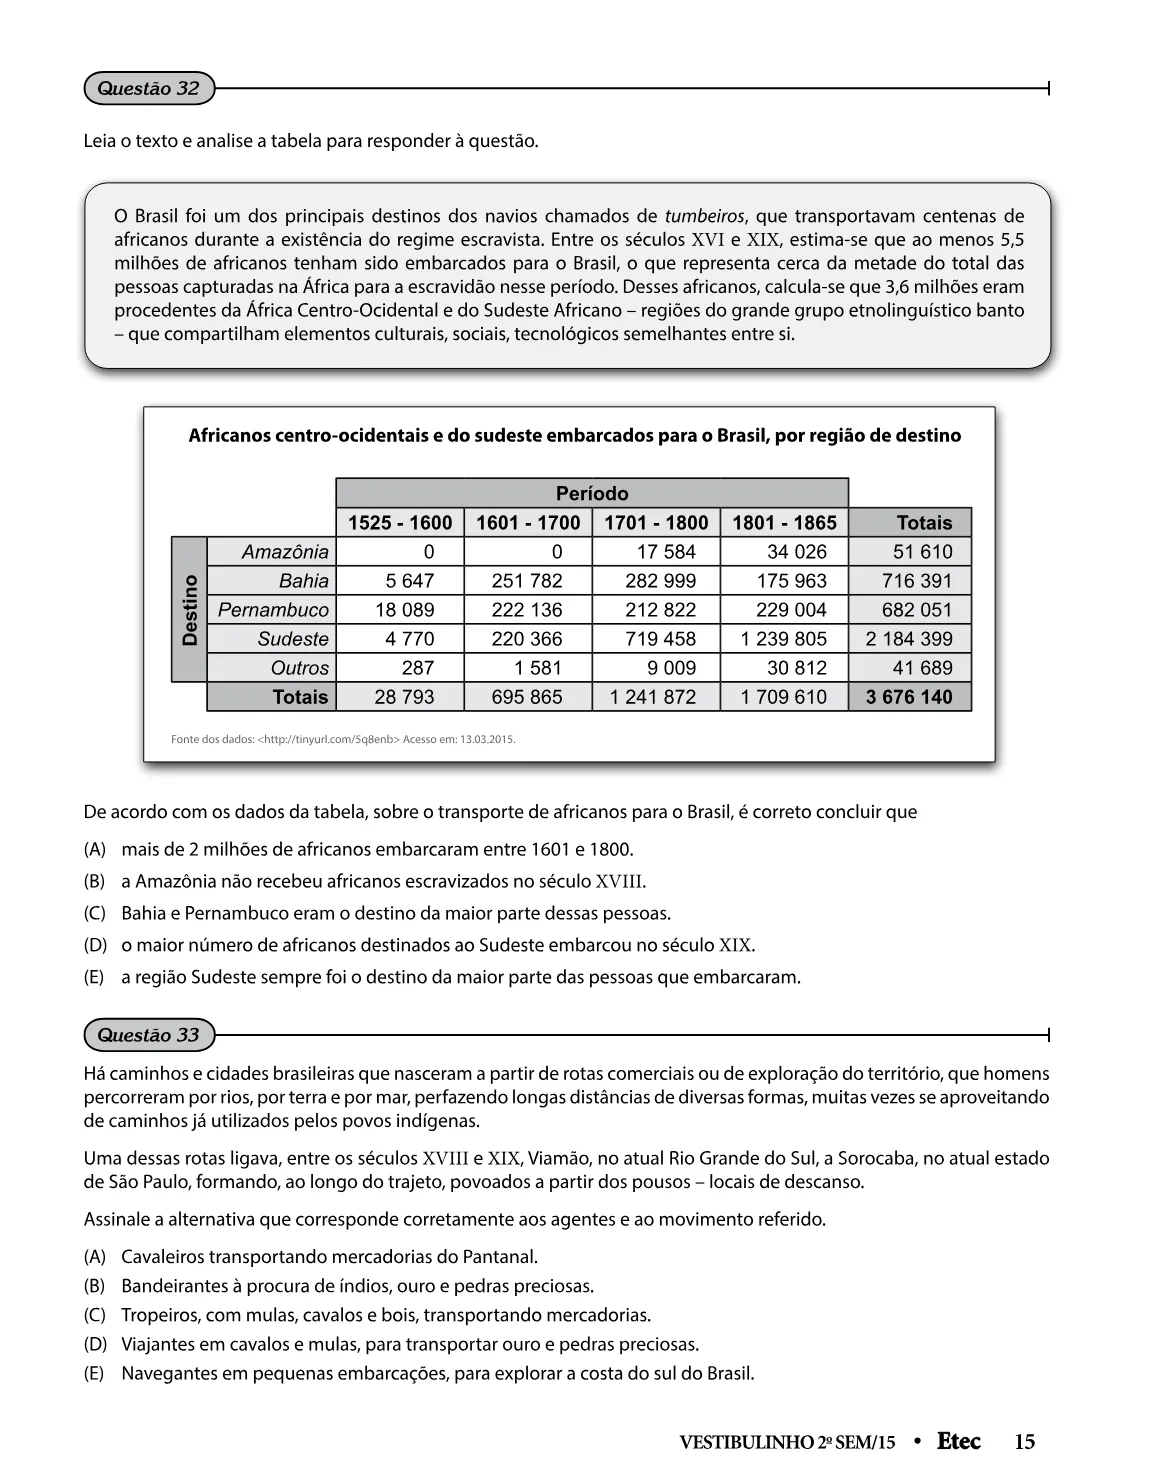 Questão 32
Leia o texto e analise a tabela para responder à questão.
O Brasil foi um dos principais destinos dos navios chamados de tumbeiros, que transportavam centenas de
africanos durante a existência do regime escravista. Entre os séculos XVI e XIX, estima-se que ao menos 5,5
milhões de africanos tenham sido embarcados para o Brasil, o que representa cerca da metade do total das
pessoas capturadas na África para a escravidão nesse período. Desses africanos, calcula-se que 3,6 milhões eram
procedentes da África Centro-Ocidental e do Sudeste Africano – regiões do grande grupo etnolinguístico banto
– que compartilham elementos culturais, sociais, tecnológicos semelhantes entre si.
Africanos centro-ocidentais e do sudeste embarcados para o Brasil, por região de destino
Período
1525 - 1600 1601 - 1700 1701 - 1800 1801 - 1865 Totais
Destino
Amazônia 0 0 17 584 34 026 51 610
Bahia 5 647 251 782 282 999 175 963 716 391
Pernambuco 18 089 222 136 212 822 229 004 682 051
Sudeste 4 770 220 366 719 458 1 239 805 2 184 399
Outros 287 1 581 9 009 30 812 41 689
Totais 28 793 695 865 1 241 872 1 709 610 3 676 140
Fonte dos dados: <http://tinyurl.com/5q8enb> Acesso em: 13.03.2015.
De acordo com os dados da tabela, sobre o transporte de africanos para o Brasil, é correto concluir que
(A) mais de 2 milhões de africanos embarcaram entre 1601 e 1800.
(B) a Amazônia não recebeu africanos escravizados no século XVIII.
(C) Bahia e Pernambuco eram o destino da maior parte dessas pessoas.
(D) o maior número de africanos destinados ao Sudeste embarcou no século XIX.
(E) a região Sudeste sempre foi o destino da maior parte das pessoas que embarcaram.
Questão 33
Há caminhos e cidades brasileiras que nasceram a partir de rotas comerciais ou de exploração do território, que homens
percorreram por rios, por terra e por mar, perfazendo longas distâncias de diversas formas, muitas vezes se aproveitando
de caminhos já utilizados pelos povos indígenas.
Uma dessas rotas ligava, entre os séculos XVIII e XIX, Viamão, no atual Rio Grande do Sul, a Sorocaba, no atual estado
de São Paulo, formando, ao longo do trajeto, povoados a partir dos pousos – locais de descanso.
Assinale a alternativa que corresponde corretamente aos agentes e ao movimento referido.
(A) Cavaleiros transportando mercadorias do Pantanal.
(B) Bandeirantes à procura de índios, ouro e pedras preciosas.
(C) Tropeiros, com mulas, cavalos e bois, transportando mercadorias.
(D) Viajantes em cavalos e mulas, para transportar ouro e pedras preciosas.
(E) Navegantes em pequenas embarcações, para explorar a costa do sul do Brasil.
VESTIBULINHO 2º SEM/15 • Etec 15